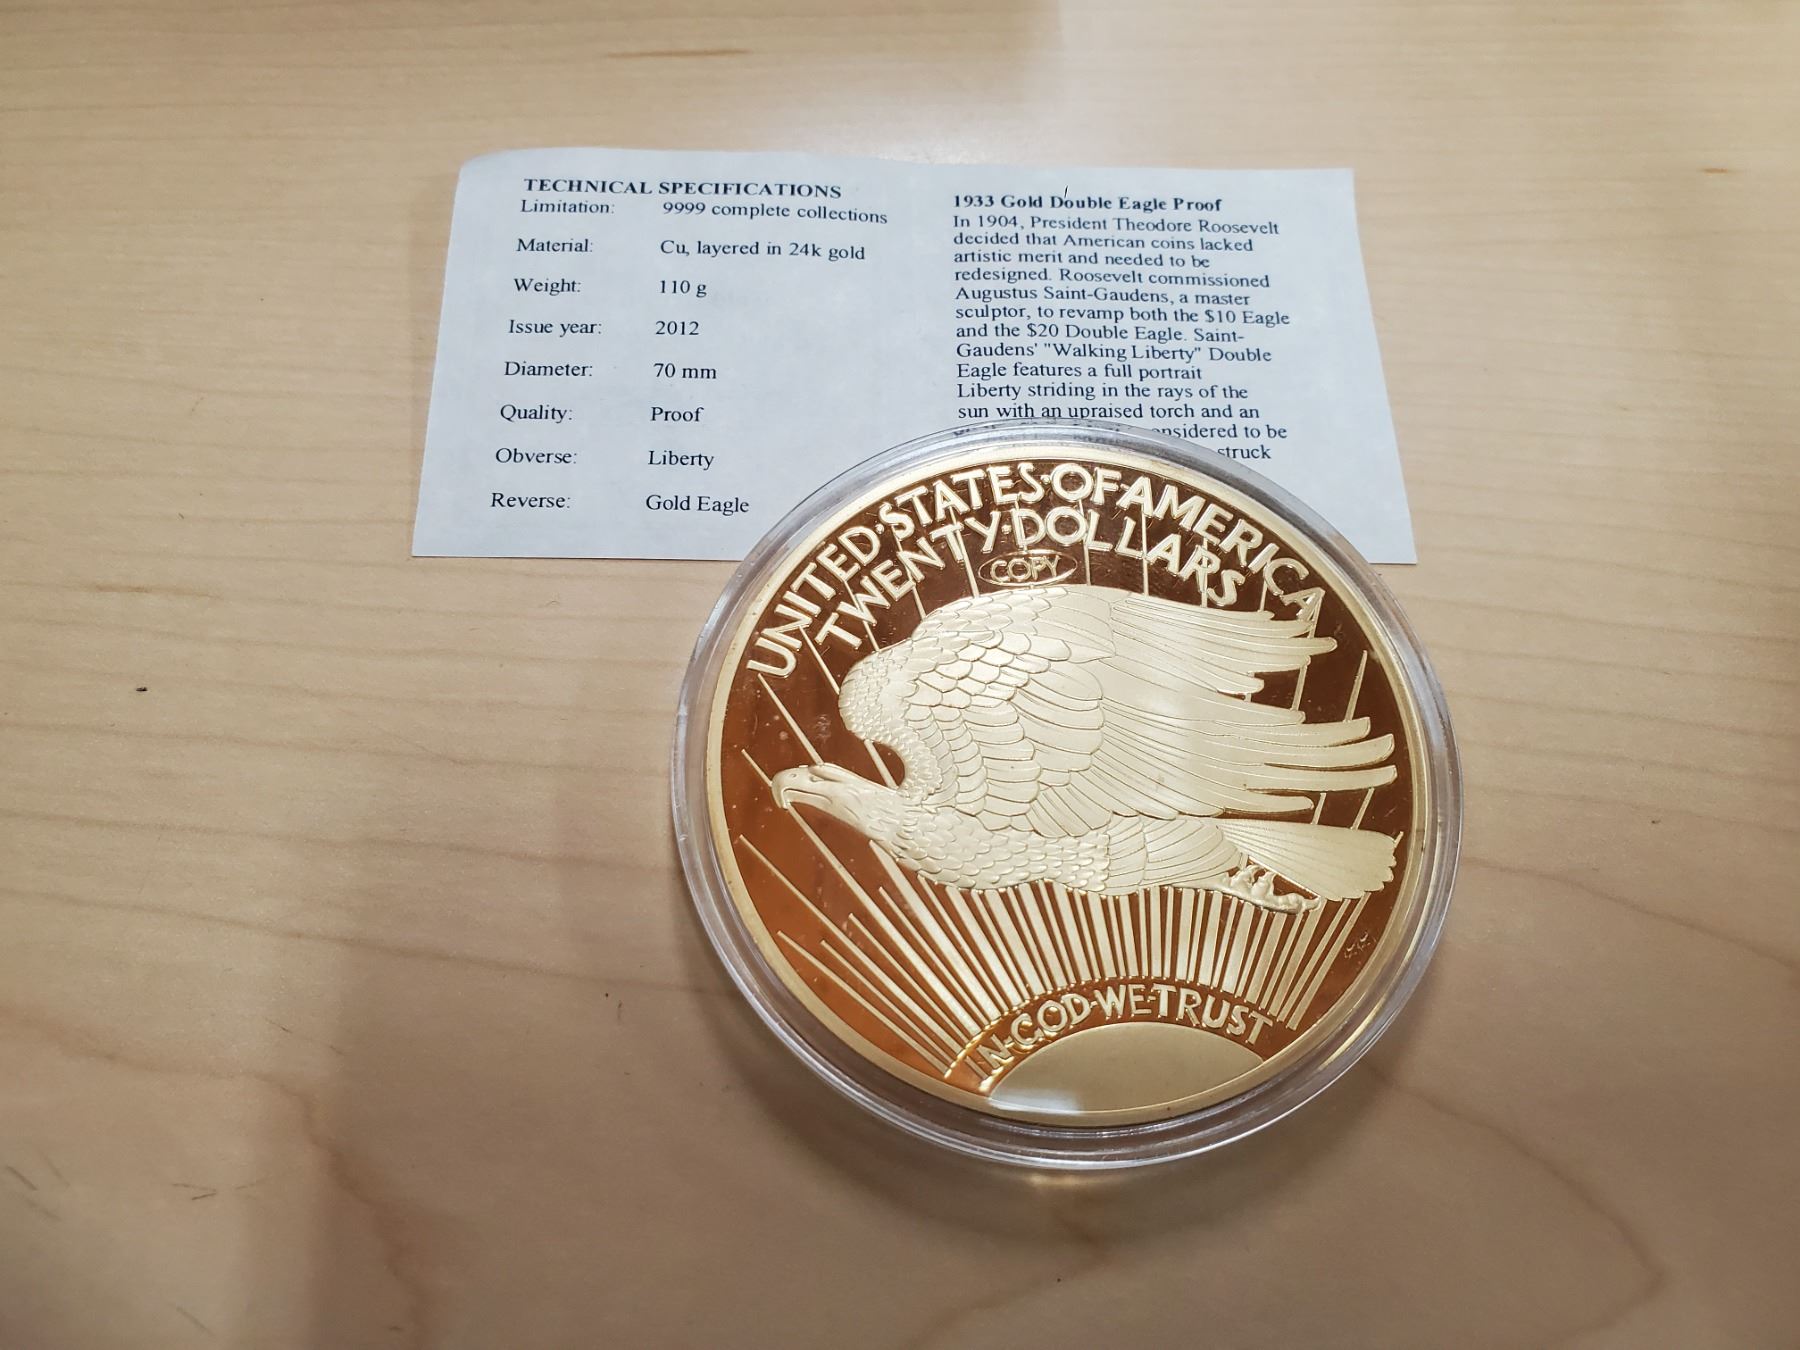 TECHNICAL SPECIFICATIONS
Limitation: 9999 complete collections
Material: Cu, layered in 24k gold
Weight: 110 g
Issue year: 2012
Diameter: 70 mm
Quality: Proof
Obverse: Liberty
Reverse: Gold Eagle
1933 Gold Double Eagle Proof
In 1904, President Theodore Roosevelt
decided that American coins lacked
artistic merit and needed to be
redesigned. Roosevelt commissioned
Augustus Saint-Gaudens, a master
sculptor, to revamp both the $10 Eagle
and the $20 Double Eagle. Saint-
Gaudens' "Walking Liberty" Double
Eagle features a full portrait
Liberty striding in the rays of the
sun with an upraised torch and an
to be
struck
UNITED·STATES·OF·AMERICA
TWENTY·DOLLARS
COPY
IN·GOD·WE·TRUST